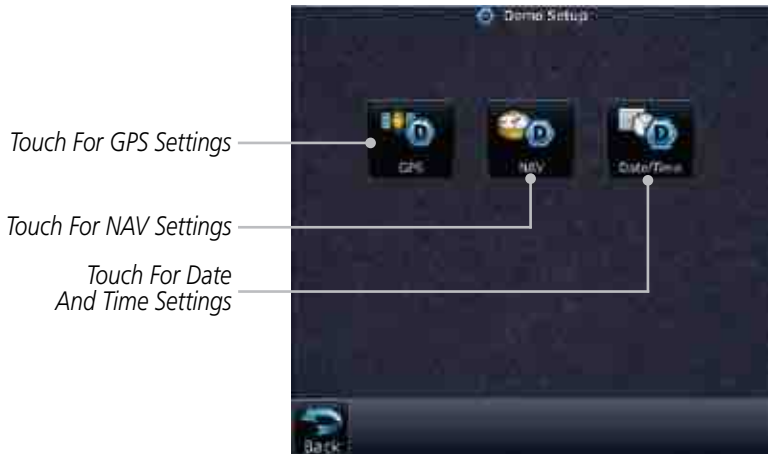 Demo Setup
Touch For GPS Settings
GPS
NAV
Date/Time
Touch For NAV Settings
Touch For Date
And Time Settings
Back